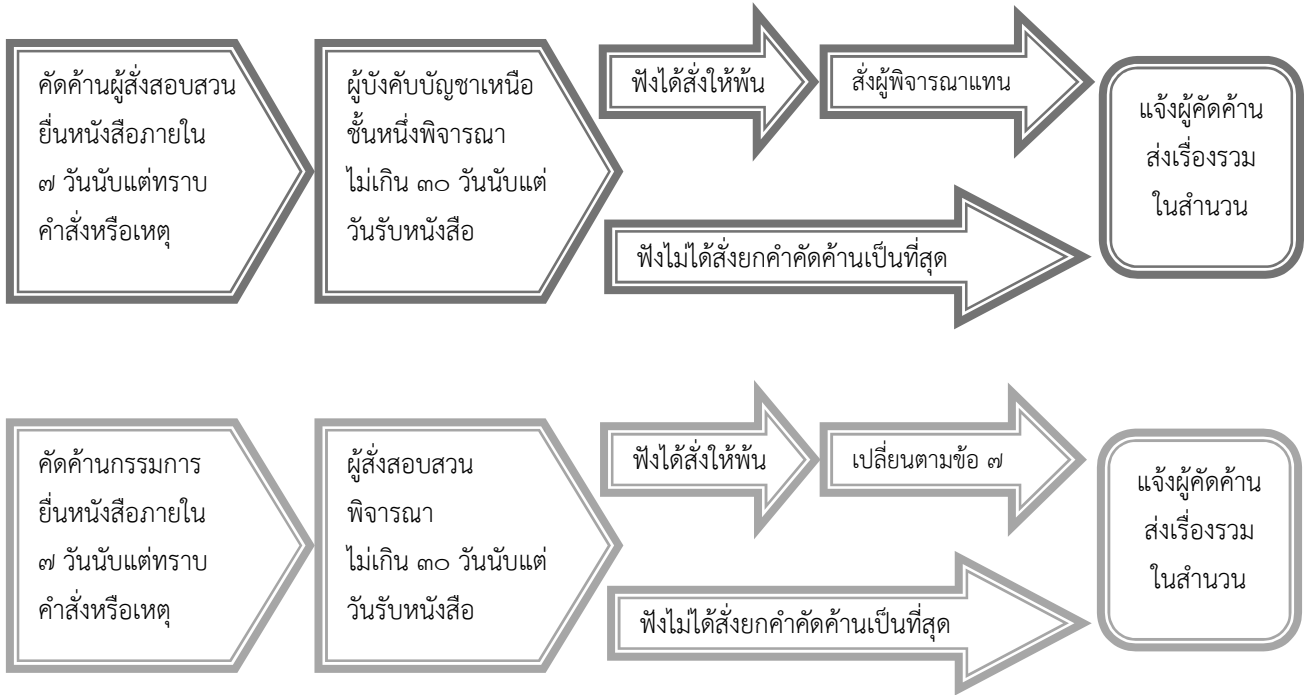 คัดค้านผู้สั่งสอบสวน
ยื่นหนังสือภายใน
๗ วันนับแต่ทราบ
คำสั่งหรือเหตุ
ผู้บังคับบัญชาเหนือ
ชั้นหนึ่งพิจารณา
ไม่เกิน ๓๐ วันนับแต่
วันรับหนังสือ
ฟังได้สั่งให้พ้น
สั่งผู้พิจารณาแทน
ฟังไม่ได้สั่งยกคำคัดค้านเป็นที่สุด
แจ้งผู้คัดค้าน
ส่งเรื่องรวม
ในสำนวน
คัดค้านกรรมการ
ยื่นหนังสือภายใน
๗ วันนับแต่ทราบ
คำสั่งหรือเหตุ
ผู้สั่งสอบสวน
พิจารณา
ไม่เกิน ๓๐ วันนับแต่
วันรับหนังสือ
ฟังได้สั่งให้พ้น
เปลี่ยนตามข้อ ๗
ฟังไม่ได้สั่งยกคำคัดค้านเป็นที่สุด
แจ้งผู้คัดค้าน
ส่งเรื่องรวม
ในสำนวน